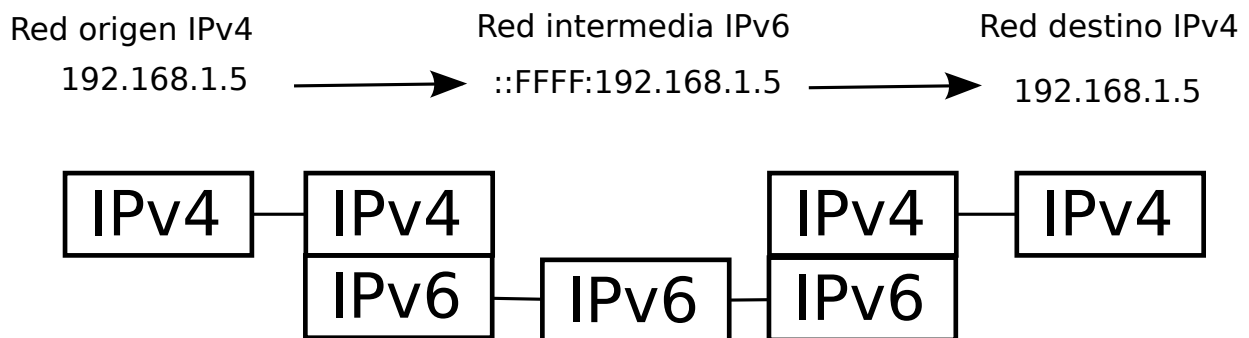 Red origen IPv4
Red intermedia IPv6
Red destino IPv4
192.168.1.5
::FFFF:192.168.1.5
192.168.1.5
IPv4
IPv4
IPv4
IPv4
IPv6
IPv6
IPv6